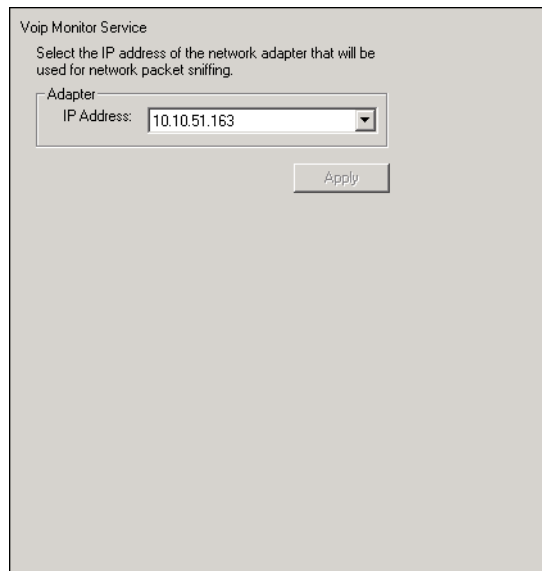 Voip Monitor Service
Select the IP address of the network adapter that will be
used for network packet sniffing.
Adapter
IP Address: 10.10.51.163
Apply